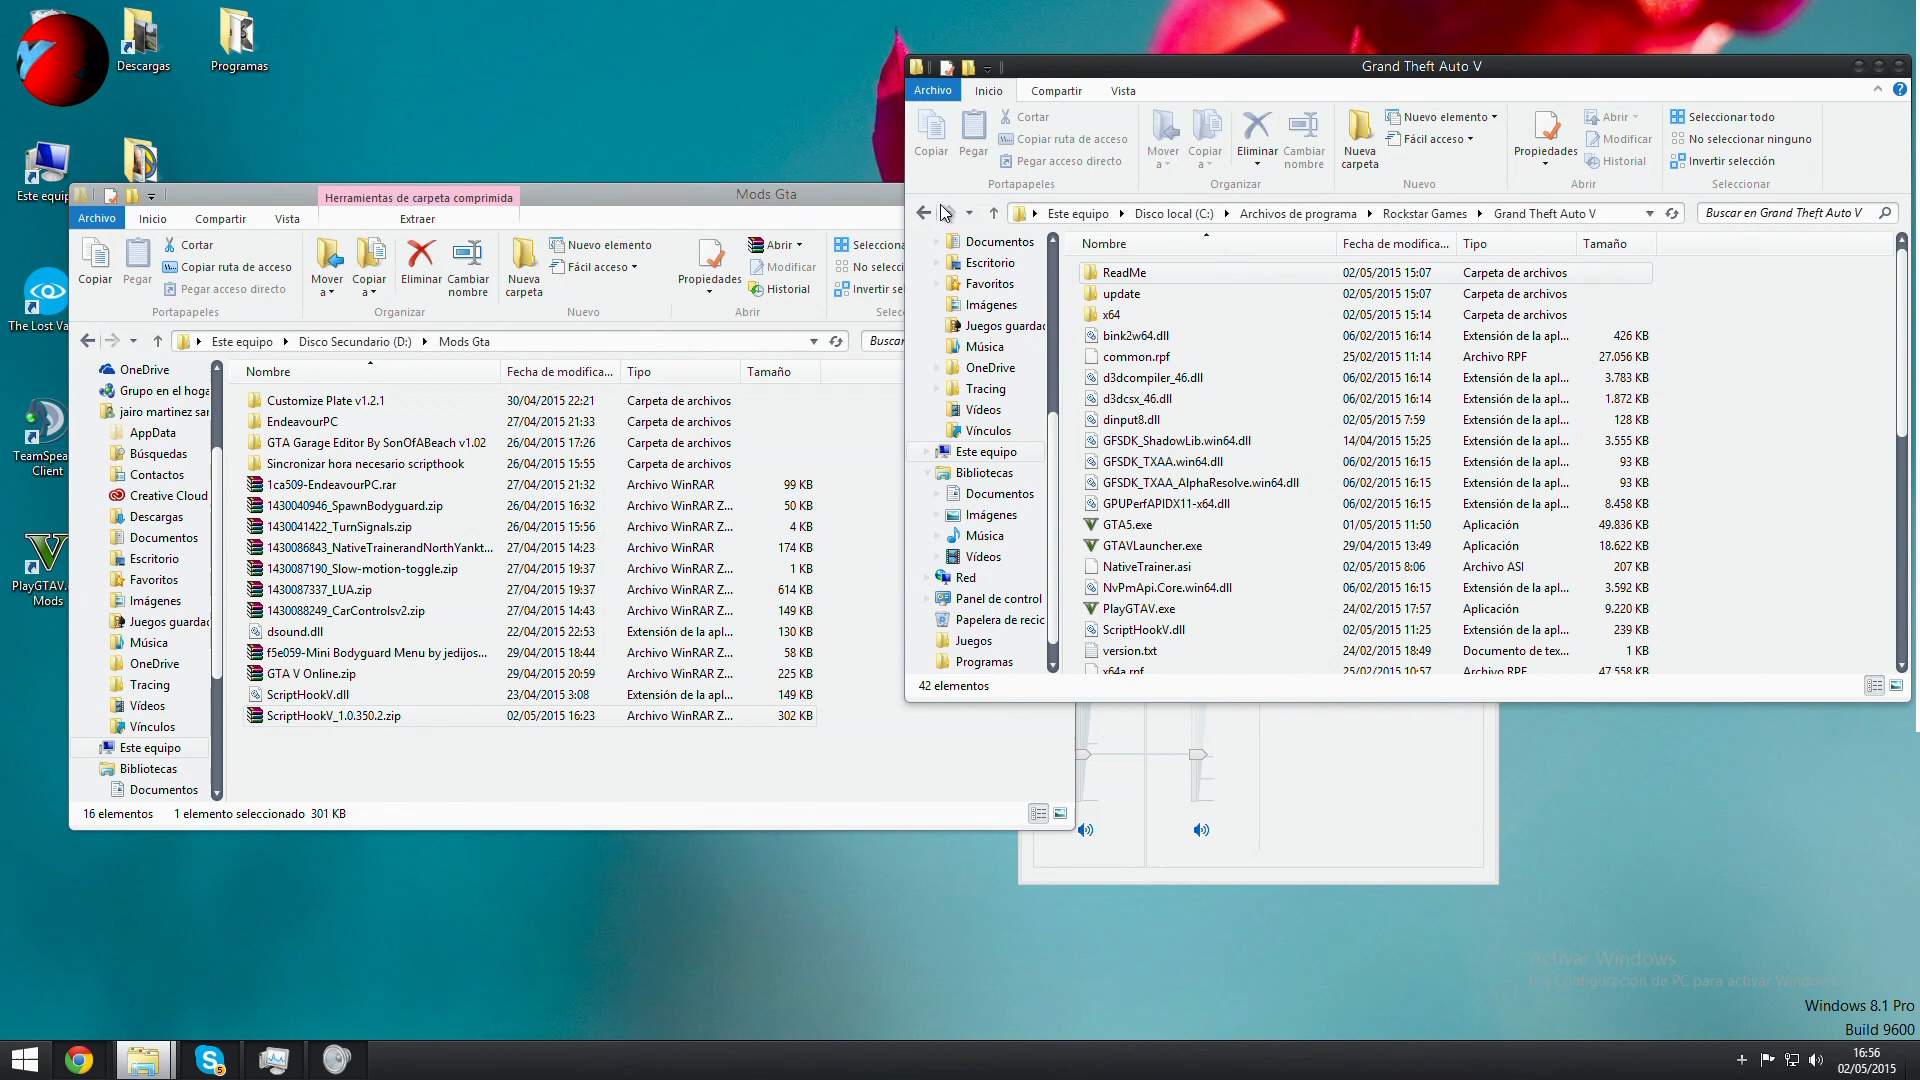 Descargas
Programas
Este equip
The Lost Va
TeamSpea
Client
PlayGTAV.
Mods
Herramientas de carpeta comprimida
Mods Gta
Archivo
Inicio
Compartir
Vista
Extraer
Copiar
Pegar
Cortar
Copiar ruta de acceso
Pegar acceso directo
Portapapeles
Mover
a
Copiar
a
Eliminar
Cambiar
nombre
Organizar
Nueva
carpeta
Nuevo elemento
Fácil acceso
Nuevo
Propiedades
Abrir
Modificar
Historial
Abrir
Selecciona
No selecci
Invertir se
Selec
Este equipo
Disco Secundario (D:)
Mods Gta
Buscar
OneDrive
Grupo en el hoga
jairo martinez sar
AppData
Búsquedas
Contactos
Creative Cloud
Descargas
Documentos
Escritorio
Favoritos
Imágenes
Juegos guardad
Música
OneDrive
Tracing
Vídeos
Vínculos
Este equipo
Bibliotecas
Documentos
Nombre Fecha de modifica... Tipo Tamaño
Customize Plate v1.2.1 30/04/2015 22:21 Carpeta de archivos
EndeavourPC 27/04/2015 21:33 Carpeta de archivos
GTA Garage Editor By SonOfABeach v1.02 26/04/2015 17:26 Carpeta de archivos
Sincronizar hora necesario scripthook 26/04/2015 15:55 Carpeta de archivos
1ca509-EndeavourPC.rar 27/04/2015 21:32 Archivo WinRAR 99 KB
1430040946_SpawnBodyguard.zip 26/04/2015 16:32 Archivo WinRAR Z... 50 KB
1430041422_TurnSignals.zip 26/04/2015 15:56 Archivo WinRAR Z... 4 KB
1430086843_NativeTrainerandNorthYankt... 27/04/2015 14:23 Archivo WinRAR 174 KB
1430087190_Slow-motion-toggle.zip 27/04/2015 19:37 Archivo WinRAR Z... 1 KB
1430087337_LUA.zip 27/04/2015 19:37 Archivo WinRAR Z... 614 KB
1430088249_CarControlsv2.zip 27/04/2015 14:43 Archivo WinRAR Z... 149 KB
dsound.dll 22/04/2015 22:53 Extensión de la apl... 130 KB
f5e059-Mini Bodyguard Menu by jedijos... 29/04/2015 18:44 Archivo WinRAR Z... 58 KB
GTA V Online.zip 29/04/2015 20:59 Archivo WinRAR Z... 225 KB
ScriptHookV.dll 23/04/2015 3:08 Extensión de la apl... 149 KB
ScriptHookV_1.0.350.2.zip 02/05/2015 16:23 Archivo WinRAR Z... 302 KB
16 elementos 1 elemento seleccionado 301 KB
Grand Theft Auto V
Archivo
Inicio
Compartir
Vista
Copiar
Pegar
Cortar
Copiar ruta de acceso
Pegar acceso directo
Portapapeles
Mover
a
Copiar
a
Eliminar
Cambiar
nombre
Organizar
Nueva
carpeta
Nuevo elemento
Fácil acceso
Nuevo
Propiedades
Abrir
Modificar
Historial
Abrir
Seleccionar todo
No seleccionar ninguno
Invertir selección
Seleccionar
Este equipo
Disco local (C:)
Archivos de programa
Rockstar Games
Grand Theft Auto V
Buscar en Grand Theft Auto V
Documentos
Escritorio
Favoritos
Imágenes
Juegos guardac
Música
OneDrive
Tracing
Vídeos
Vínculos
Este equipo
Bibliotecas
Documentos
Imágenes
Música
Vídeos
Red
Panel de control
Papelera de recic
Juegos
Programas
Nombre Fecha de modifica... Tipo Tamaño
ReadMe 02/05/2015 15:07 Carpeta de archivos
update 02/05/2015 15:07 Carpeta de archivos
x64 02/05/2015 15:14 Carpeta de archivos
bink2w64.dll 06/02/2015 16:14 Extensión de la apl... 426 KB
common.rpf 25/02/2015 11:14 Archivo RPF 27.056 KB
d3dcompiler_46.dll 06/02/2015 16:14 Extensión de la apl... 3.783 KB
d3dcsx_46.dll 06/02/2015 16:14 Extensión de la apl... 1.872 KB
dinput8.dll 02/05/2015 7:59 Extensión de la apl... 128 KB
GFSDK_ShadowLib.win64.dll 14/04/2015 15:25 Extensión de la apl... 3.555 KB
GFSDK_TXAA.win64.dll 06/02/2015 16:15 Extensión de la apl... 93 KB
GFSDK_TXAA_AlphaResolve.win64.dll 06/02/2015 16:15 Extensión de la apl... 93 KB
GPUPerfAPIDX11-x64.dll 06/02/2015 16:15 Extensión de la apl... 8.458 KB
GTA5.exe 01/05/2015 11:50 Aplicación 49.836 KB
GTAVLauncher.exe 29/04/2015 13:49 Aplicación 18.622 KB
NativeTrainer.asi 02/05/2015 8:06 Archivo ASI 207 KB
NvPmApi.Core.win64.dll 06/02/2015 16:15 Extensión de la apl... 3.592 KB
PlayGTAV.exe 24/02/2015 17:57 Aplicación 9.220 KB
ScriptHookV.dll 02/05/2015 11:25 Extensión de la apl... 239 KB
version.txt 24/02/2015 18:49 Documento de tex... 1 KB
x64a.rpf 25/02/2015 10:57 Archivo RPF 47.558 KB
42 elementos
Activar Windows
Configuración de PC para activar Windows.
Windows 8.1 Pro
Build 9600
5
16:56
02/05/2015